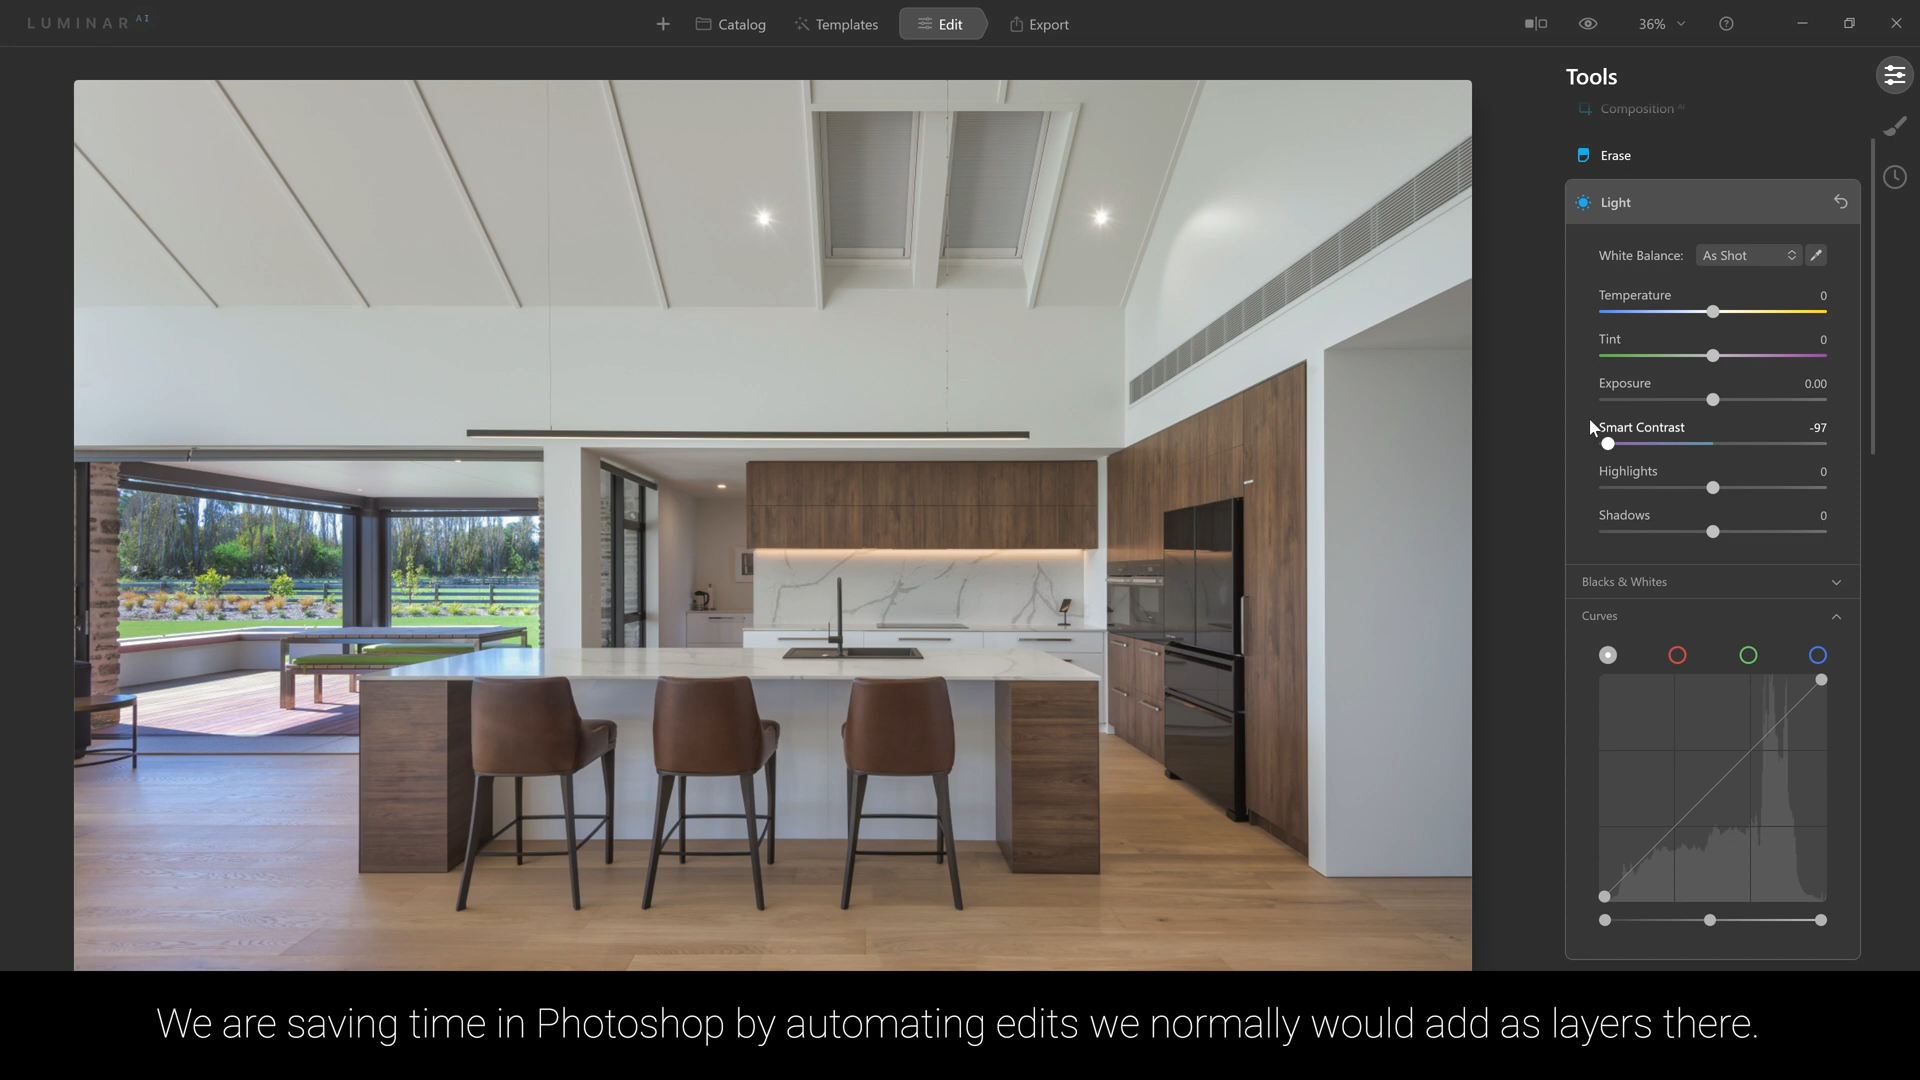 LUMINAR AI
Catalog
Templates
Edit
Export
36%
Tools
Composition AI
Erase
Light
White Balance: As Shot
Temperature 0
Tint 0
Exposure 0.00
Smart Contrast -97
Highlights 0
Shadows 0
Blacks & Whites
Curves
We are saving time in Photoshop by automating edits we normally would add as layers there.